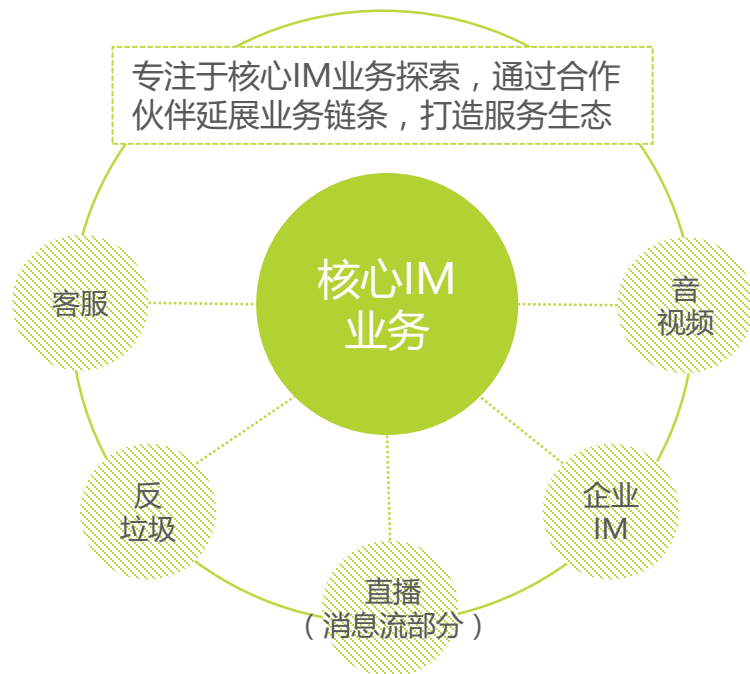 专注于核心IM业务探索，通过合作
伙伴延展业务链条，打造服务生态
核心IM
业务
客服
音
视频
反
垃圾
企业
IM
直播
（消息流部分）